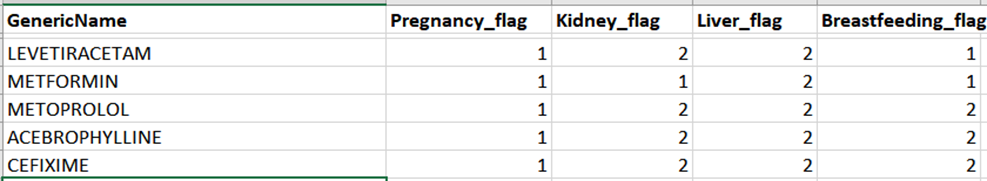 GenericName Pregnancy_flag Kidney_flag Liver_flag Breastfeeding_flag
LEVETIRACETAM 1 2 2 1
METFORMIN 1 1 2 1
METOPROLOL 1 2 2 2
ACEBROPHYLLINE 1 2 2 2
CEFIXIME 1 2 2 2